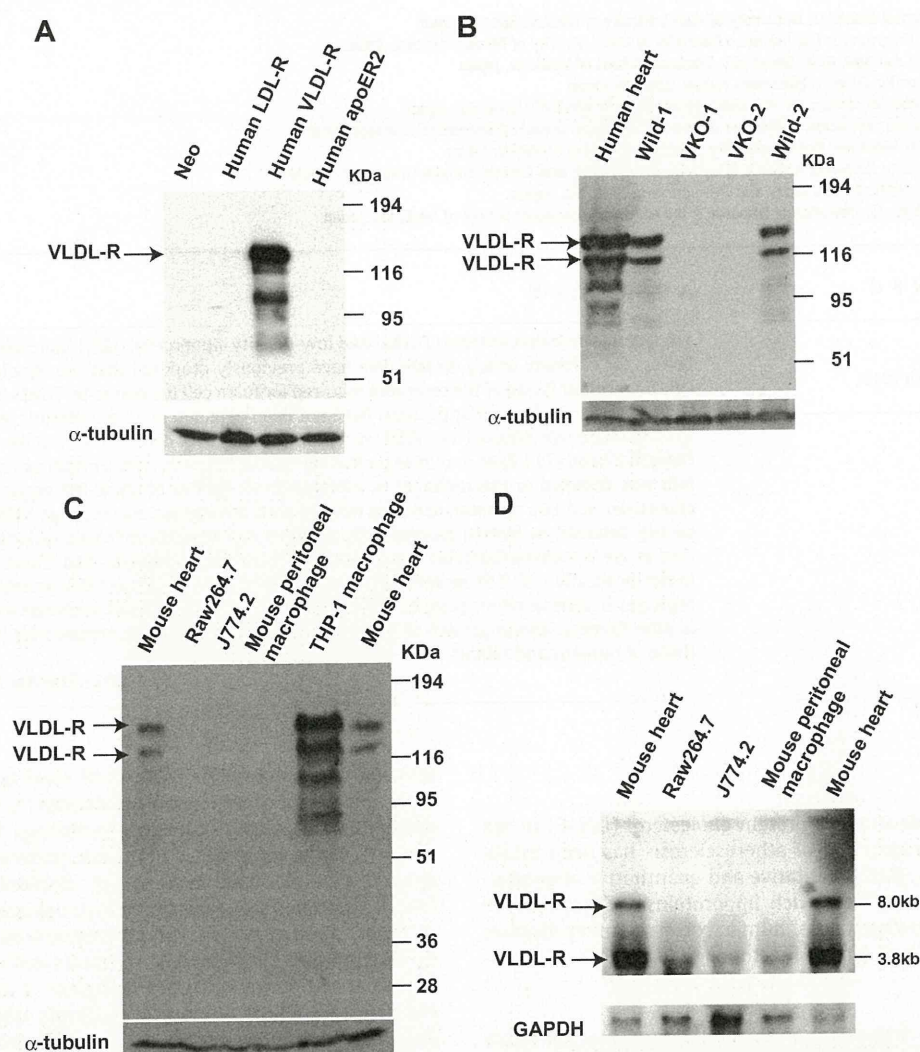 A
Neo
Human LDL-R
Human VLDL-R
Human apoER2
KDa
194
VLDL-R
116
95
51
α-tubulin
B
Human heart
Wild-1
VKO-1
VKO-2
Wild-2
KDa
194
VLDL-R
VLDL-R
116
95
51
α-tubulin
C
Mouse heart
Raw264.7
J774.2
Mouse peritoneal
macrophage
THP-1 macrophage
Mouse heart
KDa
194
VLDL-R
VLDL-R
116
95
51
36
28
α-tubulin
D
Mouse heart
Raw264.7
J774.2
Mouse peritoneal
macrophage
Mouse heart
VLDL-R
8.0kb
VLDL-R
3.8kb
GAPDH